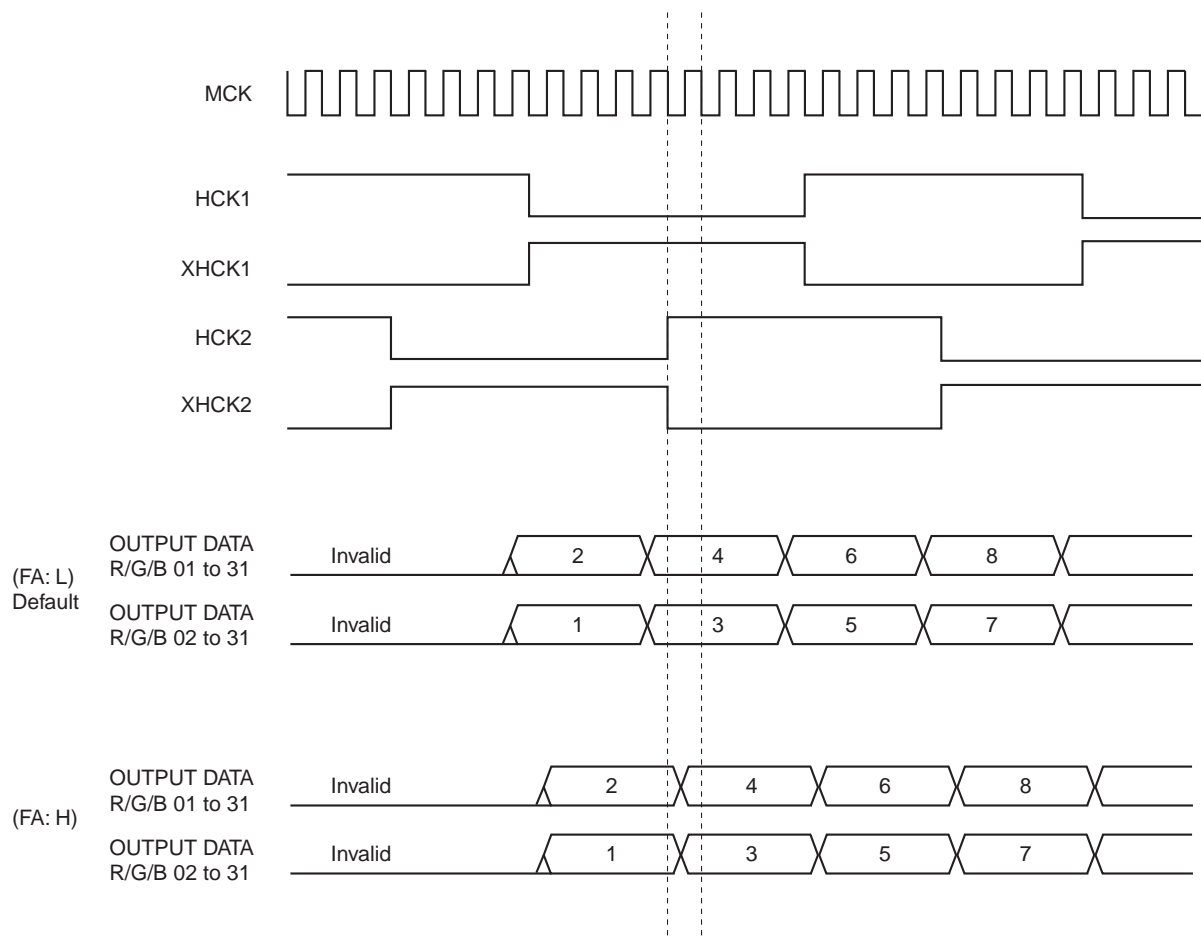 MCK
HCK1
XHCK1
HCK2
XHCK2
(FA: L)
Default
OUTPUT DATA
R/G/B 01 to 31
Invalid
2
4
6
8
OUTPUT DATA
R/G/B 02 to 31
Invalid
1
3
5
7
(FA: H)
OUTPUT DATA
R/G/B 01 to 31
Invalid
2
4
6
8
OUTPUT DATA
R/G/B 02 to 31
Invalid
1
3
5
7